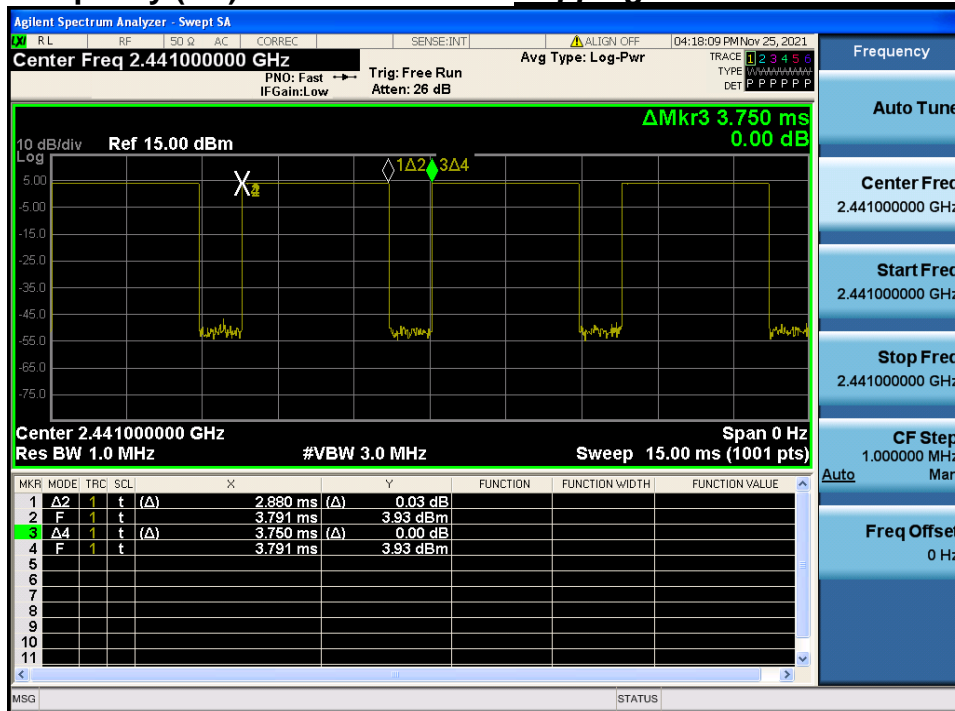 Agilent Spectrum Analyzer - Swept SA
LXI RL RF 50 Ω AC CORREC SENSE:INT ALIGN OFF 04:18:09 PM Nov 25, 2021
Center Freq 2.441000000 GHz
PNO: Fast
IFGain:Low
Trig: Free Run
Atten: 26 dB
Avg Type: Log-Pwr
TRACE 1 2 3 4 5 6
TYPE
DET P P P P P P
ΔMkr3 3.750 ms
0.00 dB
10 dB/div Ref 15.00 dBm
Log
1Δ2 3Δ4
5.00
-5.00
-15.0
-25.0
-35.0
-45.0
-55.0
-65.0
-75.0
Center 2.441000000 GHz Span 0 Hz
Res BW 1.0 MHz #VBW 3.0 MHz Sweep 15.00 ms (1001 pts)
MKR MODE TRC SCL X Y FUNCTION FUNCTION WIDTH FUNCTION VALUE
1 Δ2 1 t (Δ) 2.880 ms (Δ) 0.03 dB
2 F 1 t 3.791 ms 3.93 dBm
3 Δ4 1 t (Δ) 3.750 ms (Δ) 0.00 dB
4 F 1 t 3.791 ms 3.93 dBm
5
6
7
8
9
10
11
MSG STATUS
Frequency
Auto Tune
Center Freq
2.441000000 GHz
Start Freq
2.441000000 GHz
Stop Freq
2.441000000 GHz
CF Step
1.000000 MHz
Auto Man
Freq Offset
0 Hz